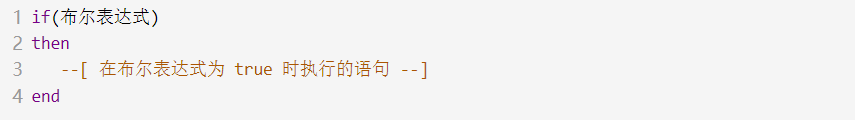 1 if(布尔表达式)
2 then
3    --[ 在布尔表达式为 true 时执行的语句 --]
4 end